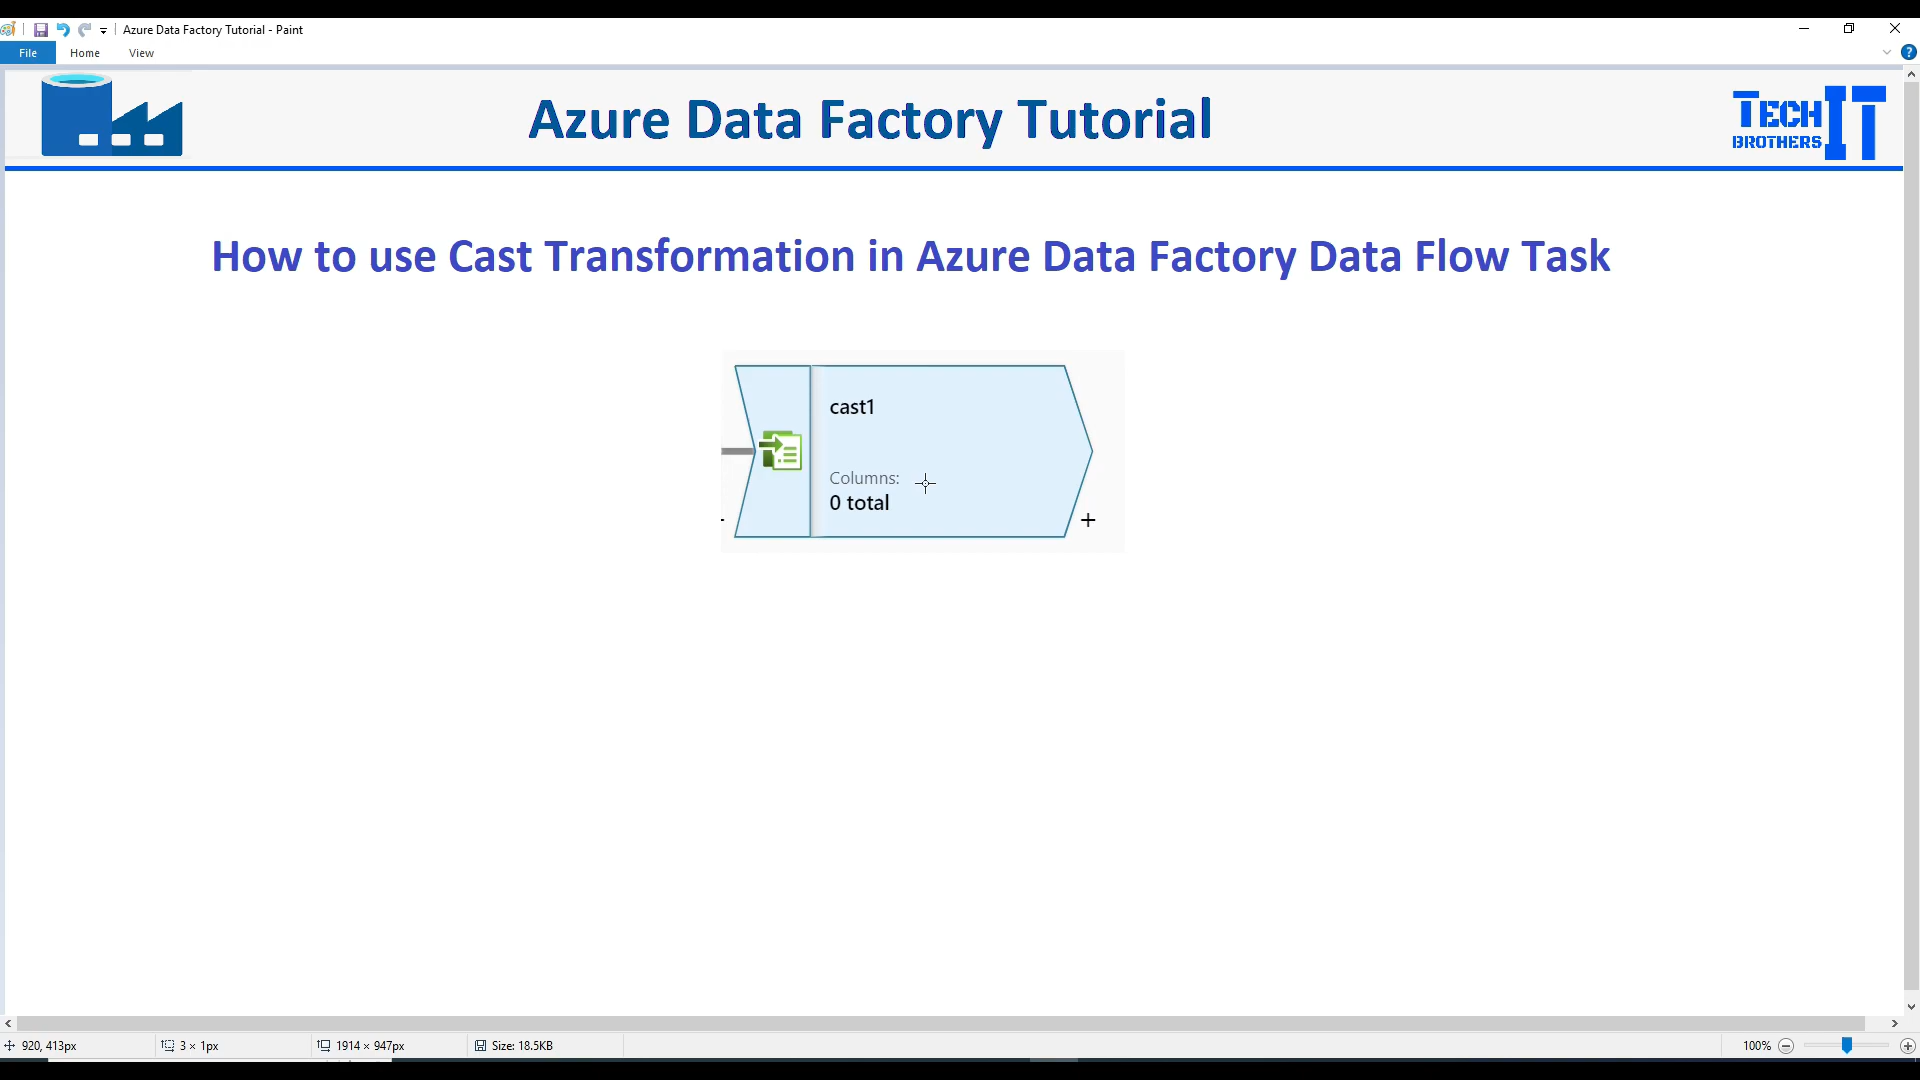 Azure Data Factory Tutorial - Paint
File Home View
?
Azure Data Factory Tutorial
TECH IT
BROTHERS
How to use Cast Transformation in Azure Data Factory Data Flow Task
cast1
Columns:
0 total
+
920, 413px 3 × 1px 1914 × 947px Size: 18.5KB 100%